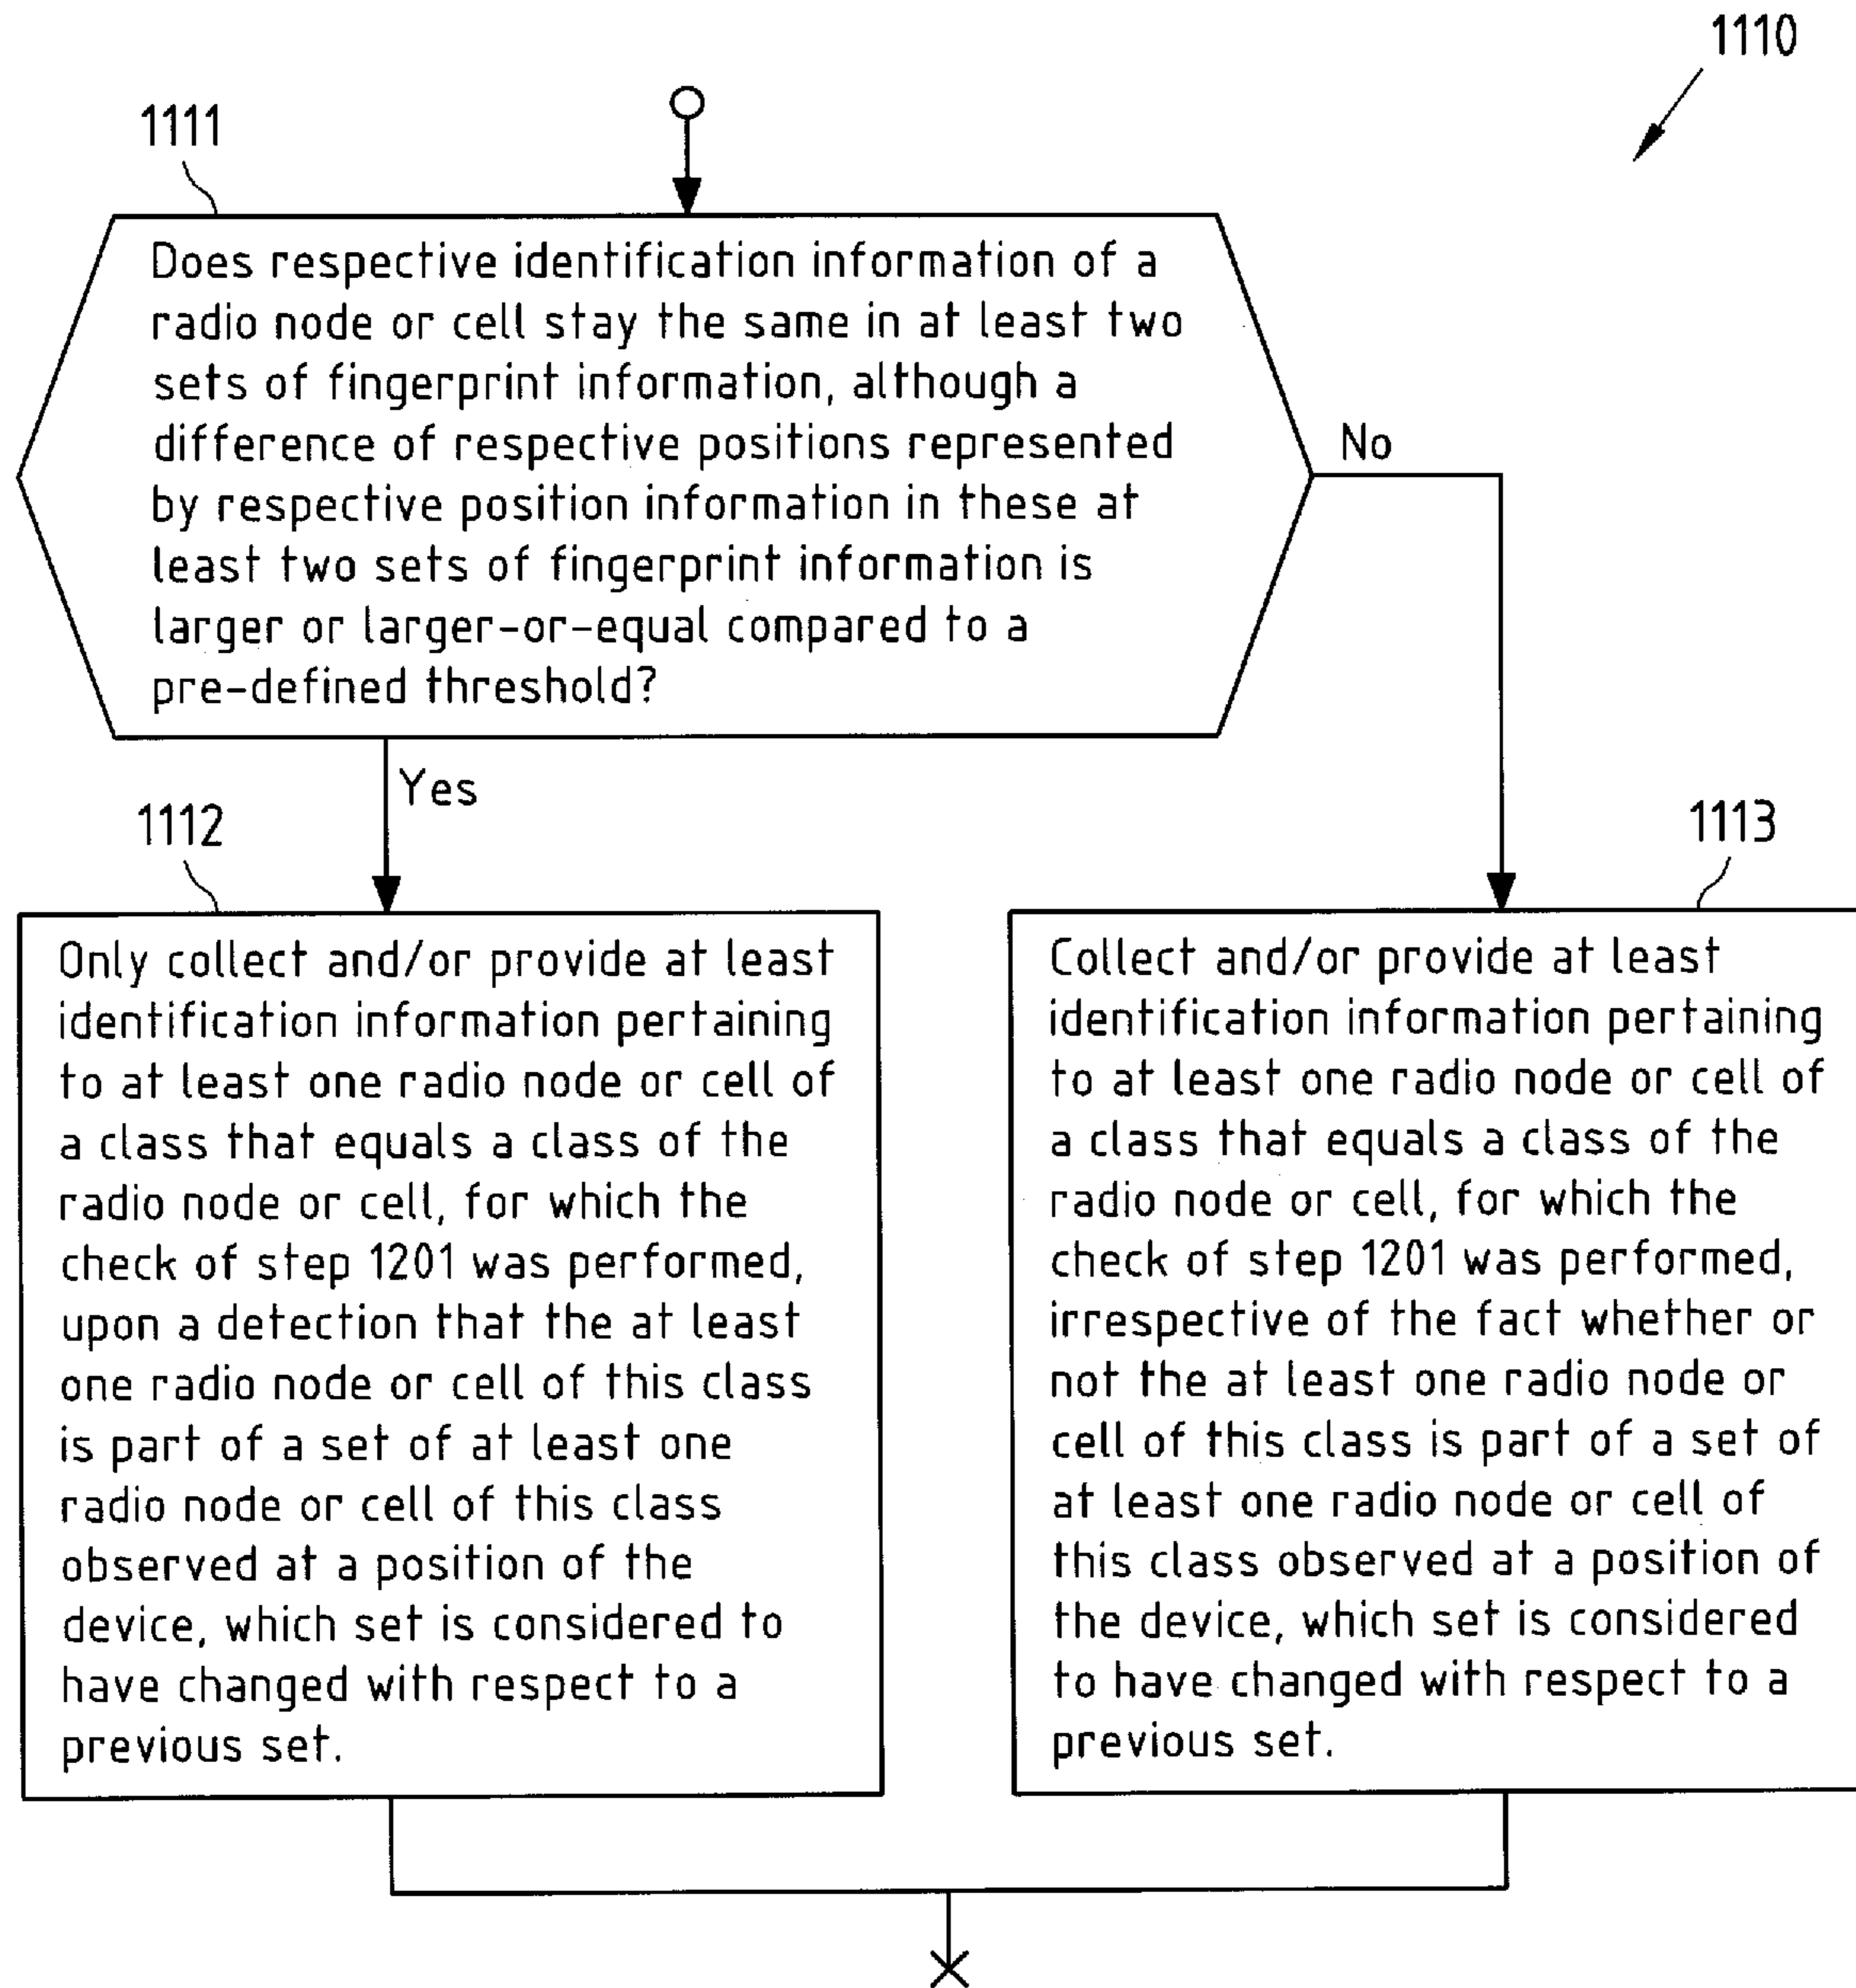 1110
1111
Does respective identification information of a
radio node or cell stay the same in at least two
sets of fingerprint information, although a
difference of respective positions represented
by respective position information in these at
least two sets of fingerprint information is
larger or larger-or-equal compared to a
pre-defined threshold?
No
Yes
1112
Only collect and/or provide at least
identification information pertaining
to at least one radio node or cell of
a class that equals a class of the
radio node or cell, for which the
check of step 1201 was performed,
upon a detection that the at least
one radio node or cell of this class
is part of a set of at least one
radio node or cell of this class
observed at a position of the
device, which set is considered to
have changed with respect to a
previous set.
1113
Collect and/or provide at least
identification information pertaining
to at least one radio node or cell of
a class that equals a class of the
radio node or cell, for which the
check of step 1201 was performed,
irrespective of the fact whether or
not the at least one radio node or
cell of this class is part of a set of
at least one radio node or cell of
this class observed at a position of
the device, which set is considered
to have changed with respect to a
previous set.